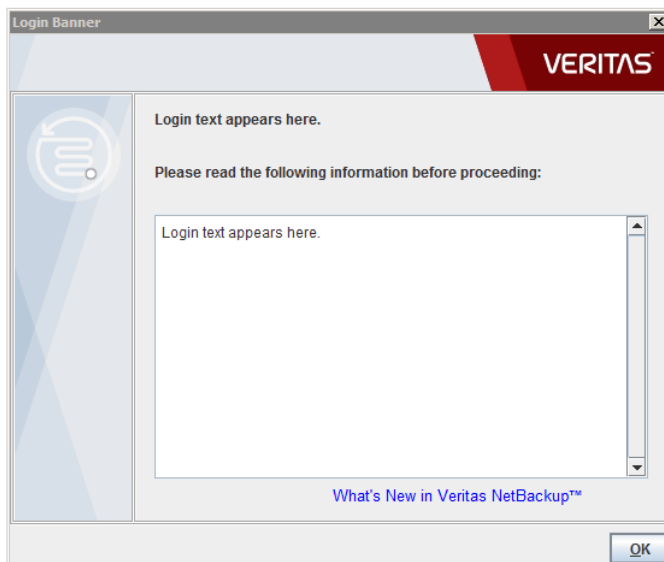 Login Banner
VERITAS
Login text appears here.
Please read the following information before proceeding:
Login text appears here.
What's New in Veritas NetBackup™
OK